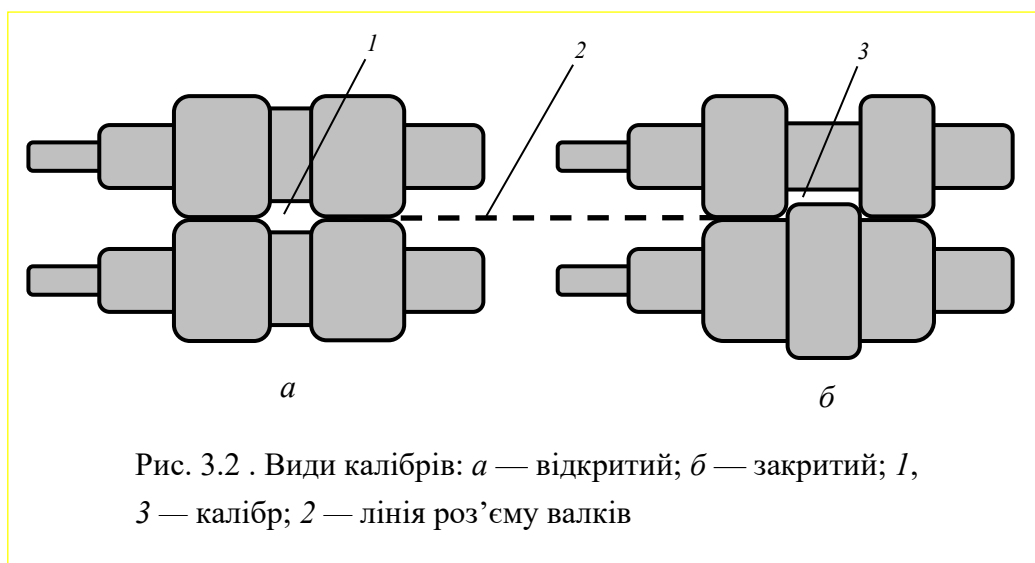 1
2
3
а
б
Рис. 3.2 . Види калібрів: а — відкритий; б — закритий; 1,
3 — калібр; 2 — лінія роз’єму валків